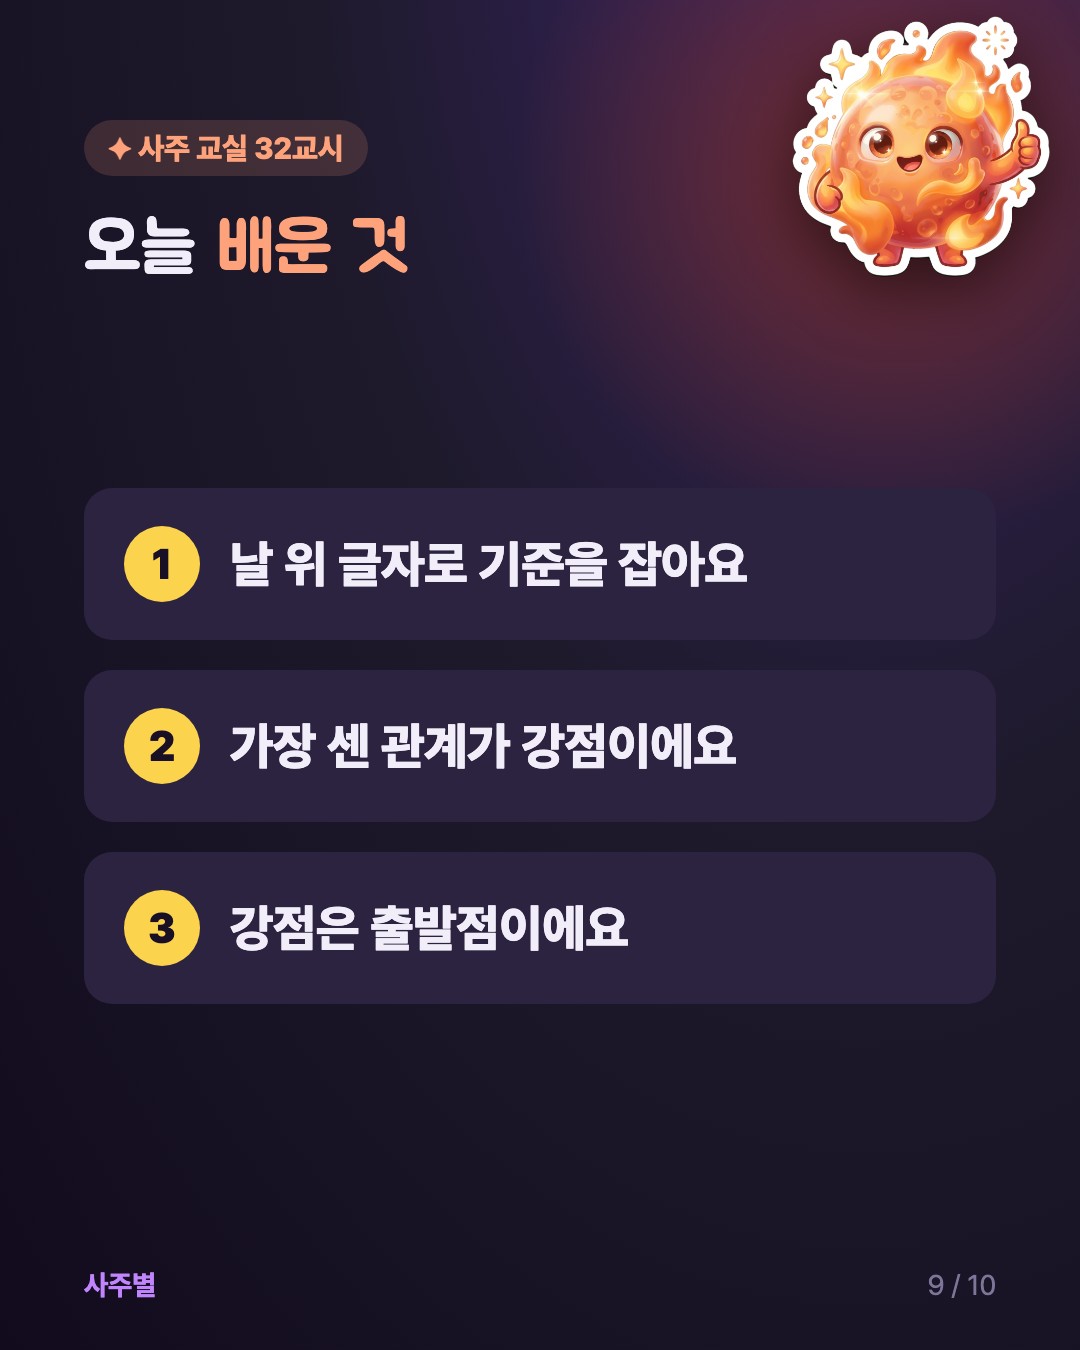 ✦ 사주 교실 32교시
오늘 배운 것
1 날 위 글자로 기준을 잡아요
2 가장 센 관계가 강점이에요
3 강점은 출발점이에요
사주별
9 / 10